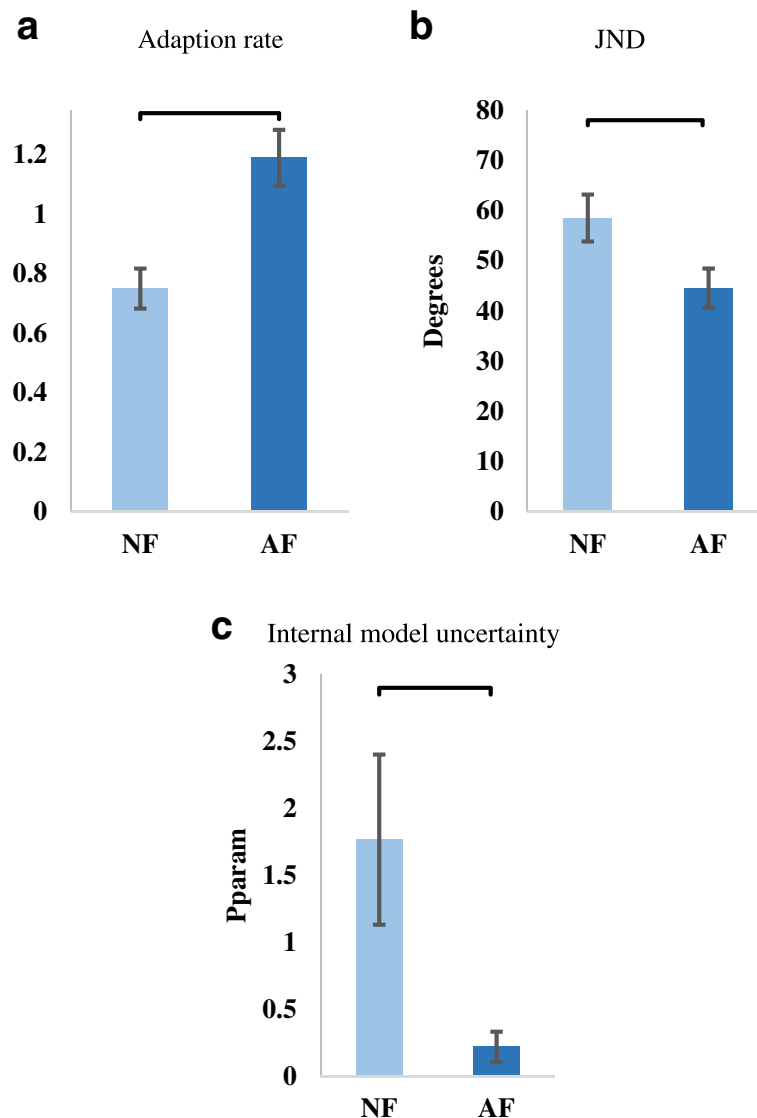 a
Adaption rate
1.2
1
0.8
0.6
0.4
0.2
0
NF AF
b
JND
Degrees
80
70
60
50
40
30
20
10
0
NF AF
c
Internal model uncertainty
Pparam
3
2.5
2
1.5
1
0.5
0
NF AF